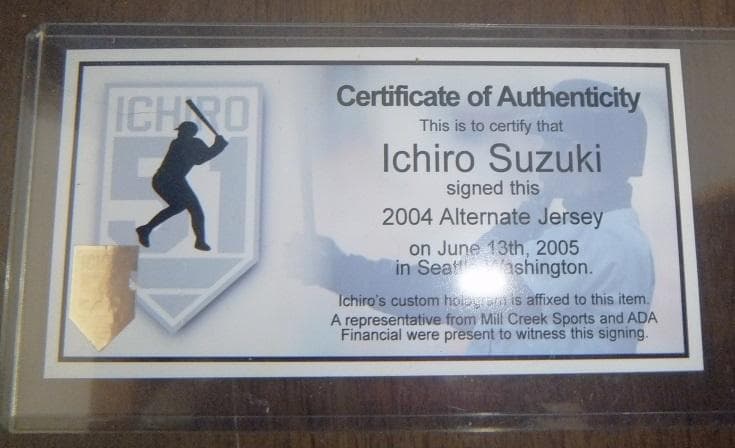 ICHIRO
51
Certificate of Authenticity
This is to certify that
Ichiro Suzuki
signed this
2004 Alternate Jersey
on June 13th, 2005
in Seattle, Washington.
Ichiro's custom hologram is affixed to this item.
A representative from Mill Creek Sports and ADA
Financial were present to witness this signing.